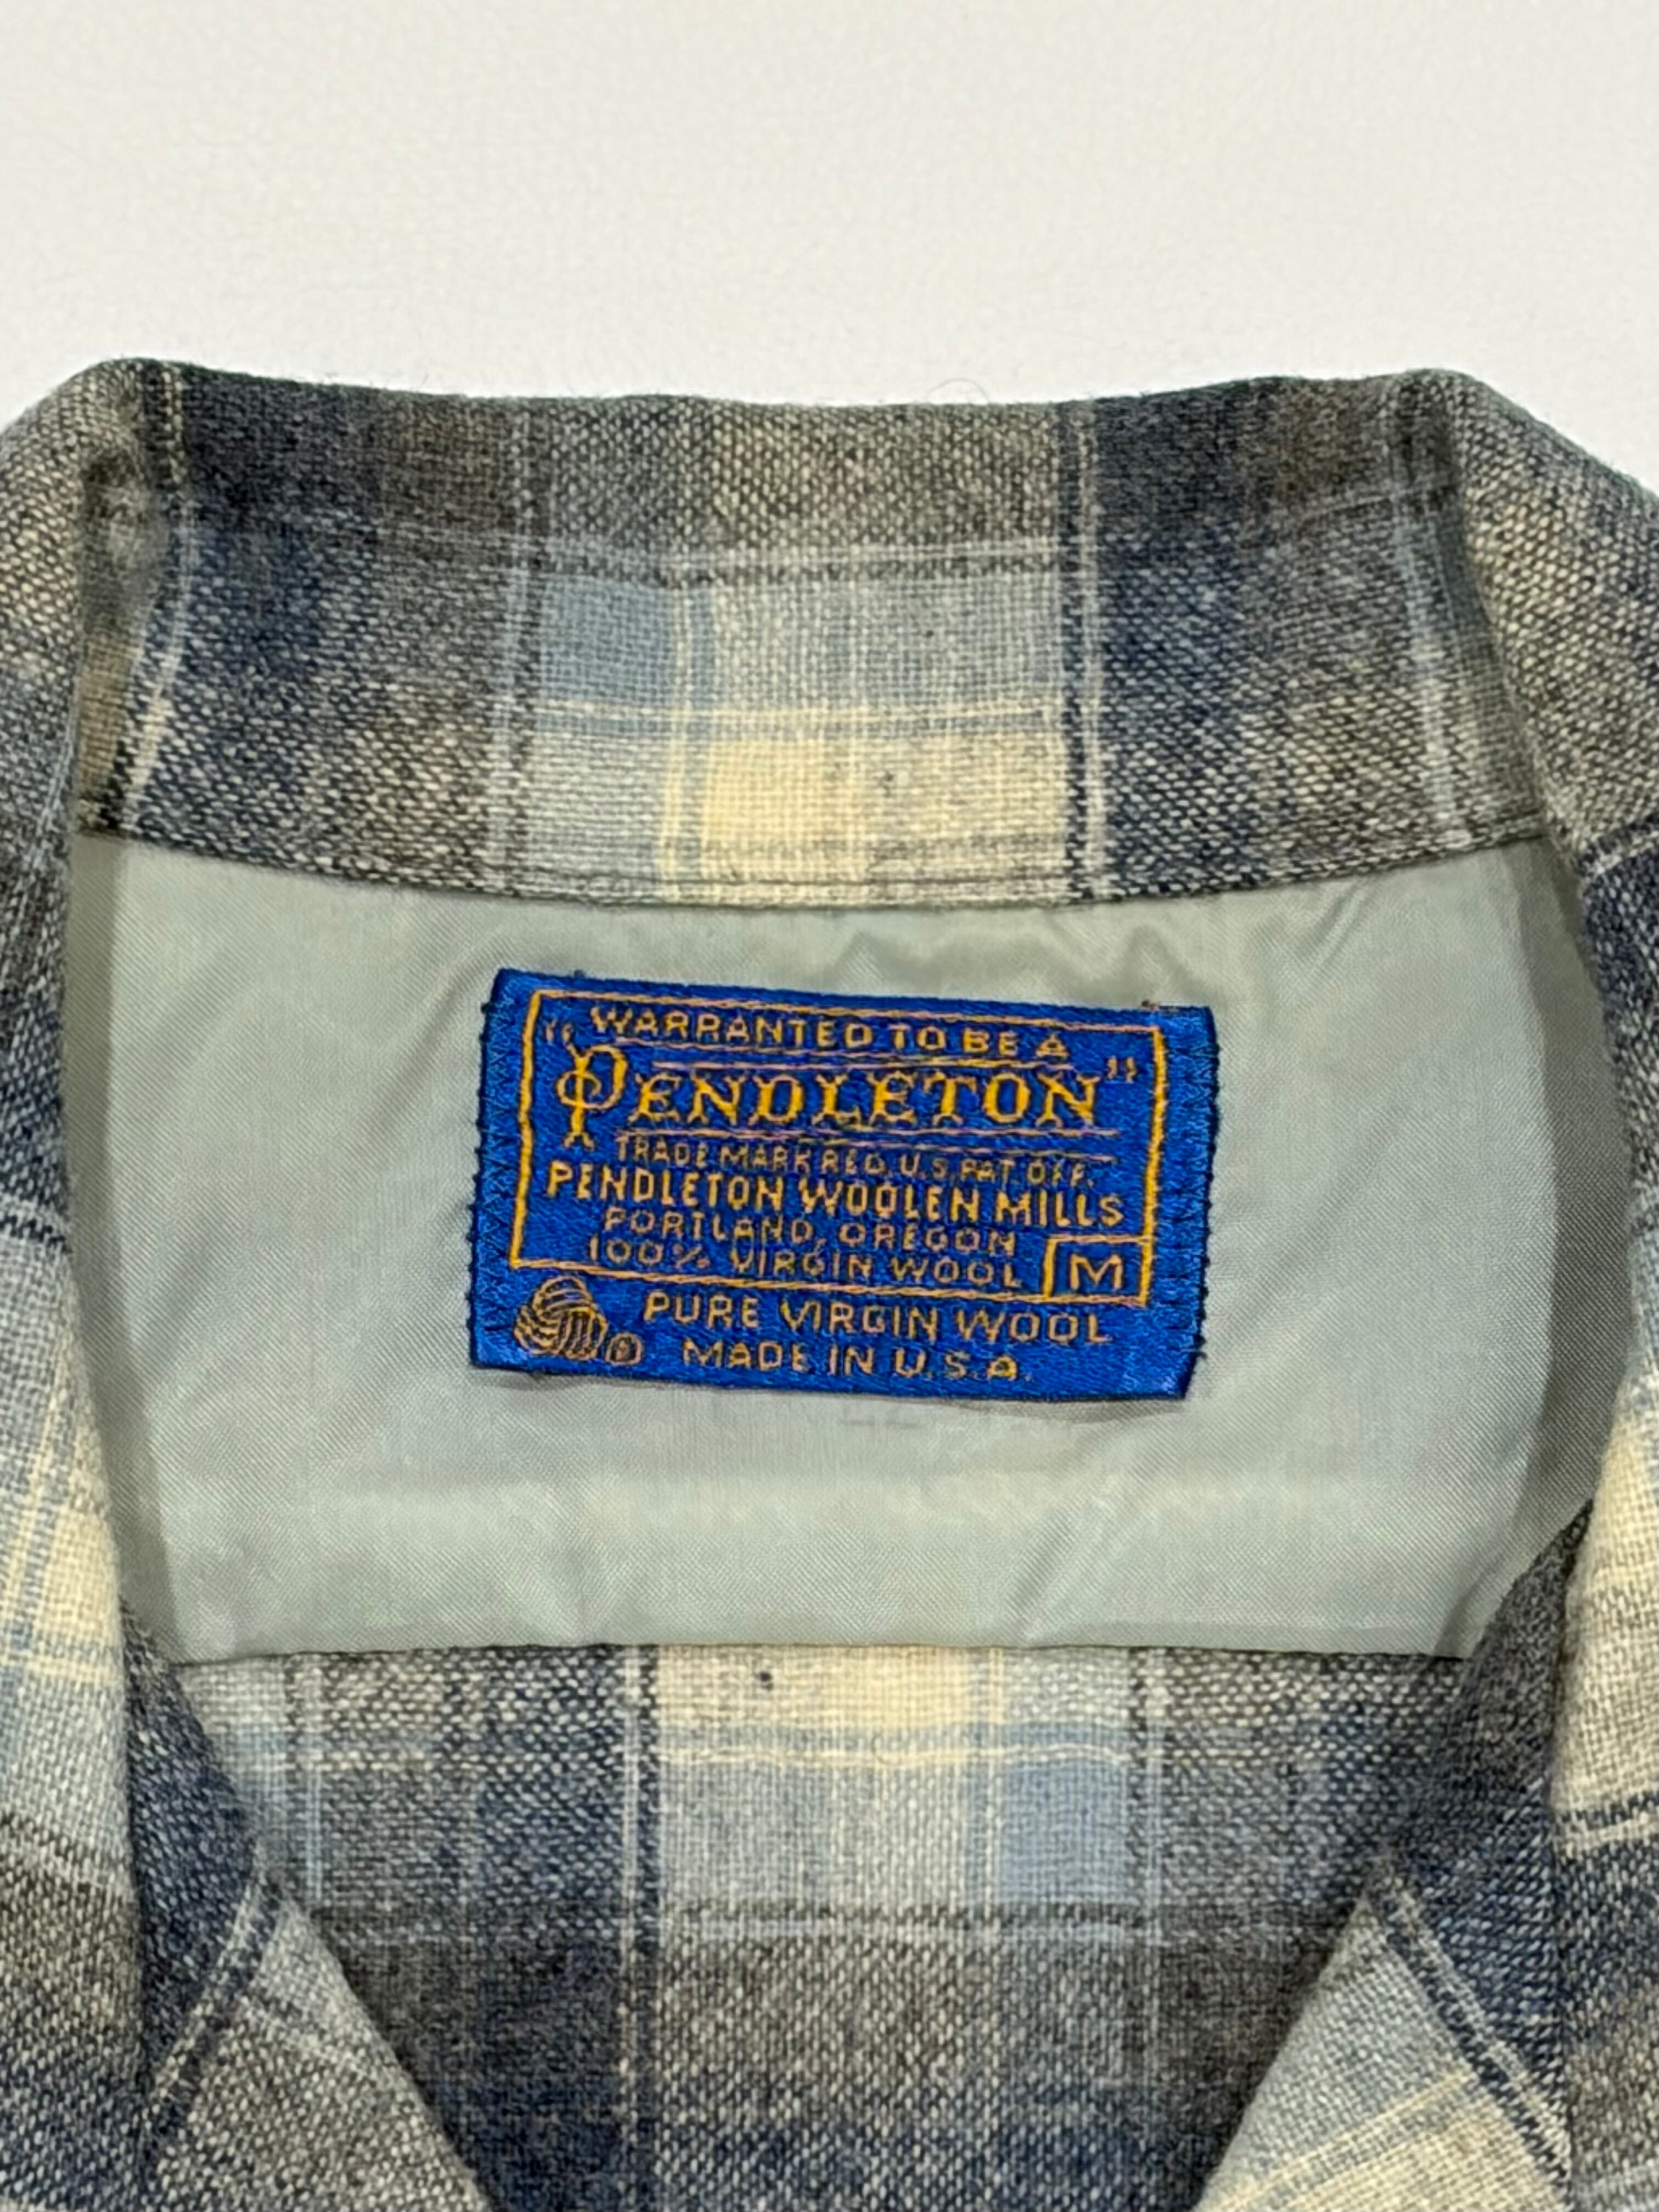 WARRANTED TO BE A
"PENDLETON"
TRADE MARK REG. U.S. PAT. OFF.
PENDLETON WOOLEN MILLS
PORTLAND, OREGON
100% VIRGIN WOOL M
PURE VIRGIN WOOL
MADE IN U.S.A.